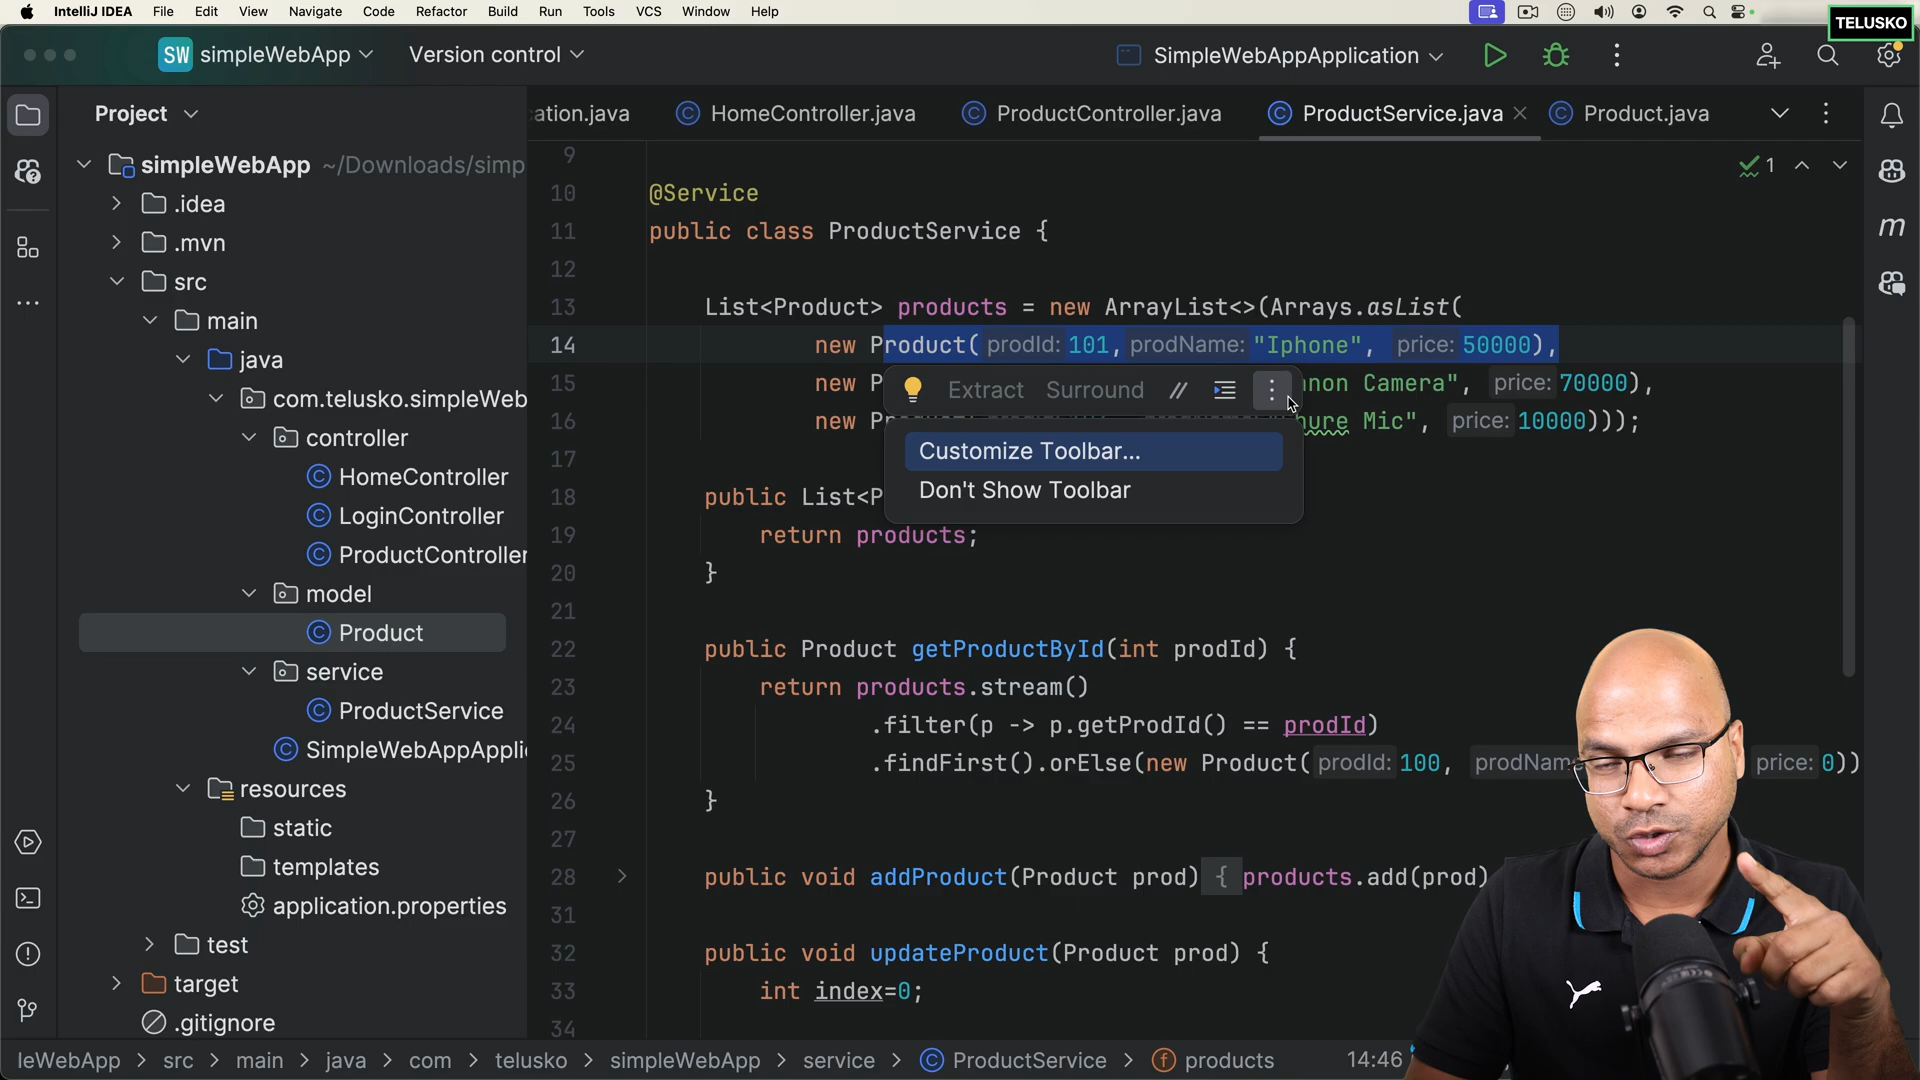 IntelliJ IDEA File Edit View Navigate Code Refactor Build Run Tools VCS Window Help
TELUSKO
SW simpleWebApp Version control SimpleWebAppApplication
Project
ation.java HomeController.java ProductController.java ProductService.java Product.java
simpleWebApp ~/Downloads/simp
.idea
.mvn
src
main
java
com.telusko.simpleWeb
controller
HomeController
LoginController
ProductController
model
Product
service
ProductService
SimpleWebAppAppli
resources
static
templates
application.properties
test
target
.gitignore
1
9
10 @Service
11 public class ProductService {
12
13 List<Product> products = new ArrayList<>(Arrays.asList(
14 new Product( prodId: 101, prodName: "Iphone", price: 50000),
15 new P non Camera", price: 70000),
16 new Pr hure Mic", price: 10000)));
Extract Surround //
Customize Toolbar...
Don't Show Toolbar
17
18 public List<P
19 return products;
20 }
21
22 public Product getProductById(int prodId) {
23 return products.stream()
24 .filter(p -> p.getProdId() == prodId)
25 .findFirst().orElse(new Product( prodId: 100, prodNam price: 0))
26 }
27
28 public void addProduct(Product prod) { products.add(prod)
31
32 public void updateProduct(Product prod) {
33 int index=0;
34
m
leWebApp > src > main > java > com > telusko > simpleWebApp > service > ProductService > products 14:46